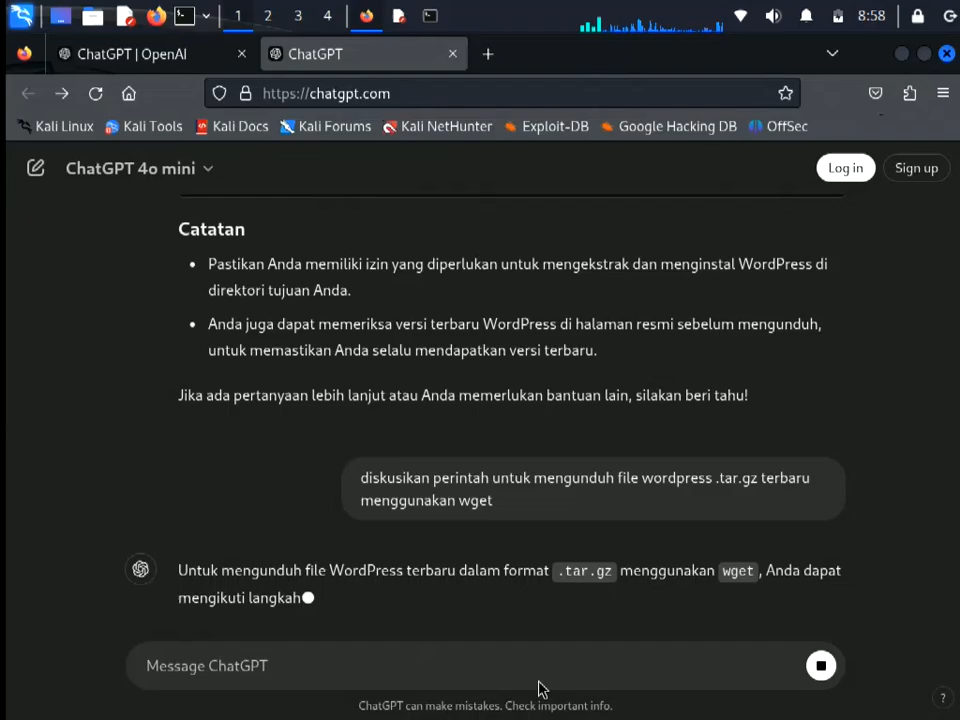 1 2 3 4 8:58
ChatGPT | OpenAI ChatGPT
https://chatgpt.com
Kali Linux Kali Tools Kali Docs Kali Forums Kali NetHunter Exploit-DB Google Hacking DB OffSec
ChatGPT 4o mini Log in Sign up
Catatan
• Pastikan Anda memiliki izin yang diperlukan untuk mengekstrak dan menginstal WordPress di
direktori tujuan Anda.
• Anda juga dapat memeriksa versi terbaru WordPress di halaman resmi sebelum mengunduh,
untuk memastikan Anda selalu mendapatkan versi terbaru.
Jika ada pertanyaan lebih lanjut atau Anda memerlukan bantuan lain, silakan beri tahu!
diskusikan perintah untuk mengunduh file wordpress .tar.gz terbaru
menggunakan wget
Untuk mengunduh file WordPress terbaru dalam format .tar.gz menggunakan wget, Anda dapat
mengikuti langkah
Message ChatGPT
ChatGPT can make mistakes. Check important info.
?